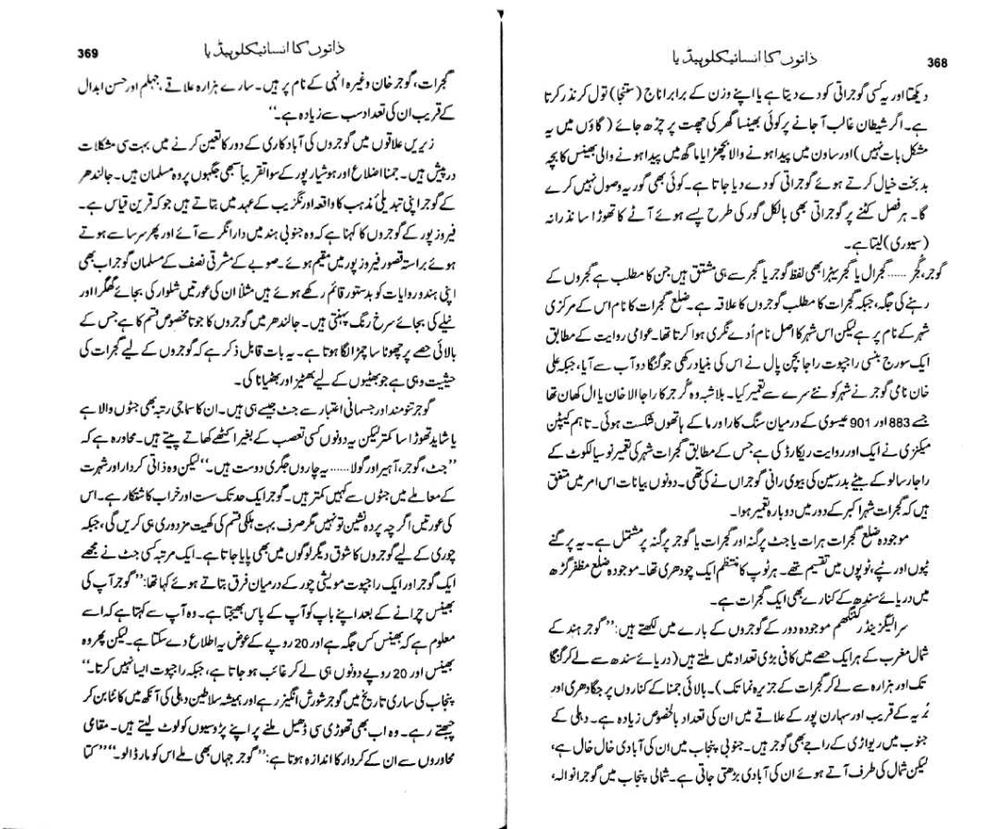 ذاتوں کا انسائیکلوپیڈیا
368
دیکھتا اور یہ کسی گوجراتی کو دے دیتا ہے یا اپنے وزن کے برابر اناج (ستنجا) تول کر نذر کرتا
ہے۔ اگر شیطان غالب آ جانے پر کوئی بھینسا گھر کی چھت پر چڑھ جائے (گاؤں میں یہ
مشکل بات نہیں) اور ساون میں پیدا ہونے والا بچھڑا یا ماگھ میں پیدا ہونے والی بھینس کا بچہ
بدبخت خیال کرتے ہوئے گوجراتی کو دے دیا جاتا ہے۔ کوئی بھی گور یہ وصول نہیں کرے
گا۔ ہر فصل کٹنے پر گوجراتی بھی بالکل گور کی طرح پسے ہوئے آٹے کا تھوڑا سا نذرانہ
(سیوری) لیتا ہے۔
گوجر، گُجر ...... گجرال یا گجریٹرا بھی لفظ گوجر یا گجر سے ہی مشتق ہیں جن کا مطلب ہے گجروں کے
رہنے کی جگہ، جبکہ گجرات کا مطلب گوجروں کا علاقہ ہے۔ ضلع گجرات کا نام اس کے مرکزی
شہر کے نام پر ہے لیکن اس شہر کا اصل نام اُدے نگری ہوا کرتا تھا۔ عوامی روایت کے مطابق
ایک سورج بنسی راجپوت راجا بچن پال نے اس کی بنیاد رکھی جو گنگا دوآب سے آیا، جبکہ علی
خان نامی گوجر نے شہر کو نئے سرے سے تعمیر کیا۔ بلاشبہ وہ گُرجر کا راجا الاخان یا ال کھان تھا
جسے 883 اور 901 عیسوی کے درمیان سنگ کارا ورما کے ہاتھوں شکست ہوئی۔ تاہم کیپٹن
میکنزی نے ایک اور روایت ریکارڈ کی ہے جس کے مطابق گجرات شہر کی تعمیر نو سیالکوٹ کے
راجا رسالو کے بیٹے بدرسین کی بیوی رانی گوجراں نے کی تھی۔ دونوں بیانات اس امر میں متفق
ہیں کہ گجرات شہر اکبر کے دور میں دوبارہ تعمیر ہوا۔
موجودہ ضلع گجرات ہرات یا جٹ پرگنہ اور گجرات یا گوجر پرگنہ پر مشتمل ہے۔ یہ پرگنے
ٹپوں اور ٹپے، ٹوپوں میں تقسیم تھے۔ ہر ٹوپ کا منتظم ایک چودھری تھا۔ موجودہ ضلع مظفر گڑھ
میں دریائے سندھ کے کنارے بھی ایک گجرات ہے۔
سر الیگزینڈر کننگھم موجودہ دور کے گوجروں کے بارے میں لکھتے ہیں: ’’گوجر ہند کے
شمال مغرب کے ہر ایک حصے میں کافی بڑی تعداد میں ملتے ہیں (دریائے سندھ سے لے کر گنگا
تک اور ہزارہ سے لے کر گجرات کے جزیرہ نما تک)۔ بالائی جمنا کے کناروں پر جگادھری اور
بُریہ کے قریب اور سہارن پور کے علاقے میں ان کی تعداد بالخصوص زیادہ ہے۔ دہلی کے
جنوب میں ریواڑی کے راجے بھی گوجر ہیں۔ جنوبی پنجاب میں ان کی آبادی خال خال ہے،
لیکن شمال کی طرف آتے ہوئے ان کی آبادی بڑھتی جاتی ہے۔ شمالی پنجاب میں گوجرانوالہ،
ذاتوں کا انسائیکلوپیڈیا
369
گجرات، گوجر خان وغیرہ انہی کے نام پر ہیں۔ سارے ہزارہ علاقے، جہلم اور حسن ابدال
کے قریب ان کی تعداد سب سے زیادہ ہے۔‘‘
زیریں علاقوں میں گوجروں کی آباد کاری کے دور کا تعین کرنے میں بہت سی مشکلات
درپیش ہیں۔ جمنا اضلاع اور ہوشیار پور کے سوا تقریباً سبھی جگہوں پر وہ مسلمان ہیں۔ جالندھر
کے گوجر اپنی تبدیلیٔ مذہب کا واقعہ اورنگزیب کے عہد میں بتاتے ہیں جو کہ قرین قیاس ہے۔
فیروز پور کے گوجروں کا کہنا ہے کہ وہ جنوبی ہند میں دارانگر سے آئے اور پھر سرسا سے ہوتے
ہوئے براستہ قصور فیروز پور میں مقیم ہوئے۔ صوبے کے مشرقی نصف کے مسلمان گوجر اب بھی
اپنی ہندو روایات کو بدستور قائم رکھے ہوئے ہیں مثلاً ان کی عورتیں شلوار کی بجائے گھگرا اور
نیلے کی بجائے سرخ رنگ پہنتی ہیں۔ جالندھر میں گوجروں کا جوتا مخصوص قسم کا ہے جس کے
بالائی حصے پر چھوٹا سا چمڑا لگا ہوتا ہے۔ یہ بات قابل ذکر ہے کہ گوجروں کے لیے گجرات کی
حیثیت وہی ہے جو بھٹیوں کے لیے بھٹنیر اور بھٹیانا کی۔
گوجر تنومند اور جسمانی اعتبار سے جٹ جیسے ہی ہیں۔ ان کا سماجی رتبہ بھی جٹوں والا ہے
یا شاید تھوڑا سا کمتر لیکن یہ دونوں کسی تعصب کے بغیر اکٹھے کھاتے پیتے ہیں۔ محاورہ ہے کہ
’’جٹ، گوجر، آہیر اور گولا...... یہ چاروں جگری دوست ہیں۔‘‘ لیکن وہ ذاتی کردار اور شہرت
کے معاملے میں جٹوں سے کہیں کمتر ہیں۔ گوجر ایک حد تک سست اور خراب کاشتکار ہے۔ اس
کی عورتیں اگرچہ پردہ نشین تو نہیں مگر صرف بہت ہلکی قسم کی کھیت مزدوری ہی کریں گی، جبکہ
چوری کے لیے گوجروں کا شوق دیگر لوگوں میں بھی پایا جاتا ہے۔ ایک مرتبہ کسی جٹ نے مجھے
ایک گوجر اور ایک راجپوت مویشی چور کے درمیان فرق بتاتے ہوئے کہا تھا: ’’گوجر آپ کی
بھینس چرانے کے بعد اپنے باپ کو آپ کے پاس بھیجتا ہے۔ وہ آپ سے کہتا ہے کہ اسے
معلوم ہے کہ بھینس کس جگہ ہے اور 20 روپے کے عوض یہ اطلاع دے سکتا ہے۔ لیکن پھر وہ
بھینس اور 20 روپے دونوں ہی لے کر غائب ہو جاتا ہے، جبکہ راجپوت ایسا نہیں کرتا۔‘‘
پنجاب کی ساری تاریخ میں گوجر شورش انگیز رہے اور ہمیشہ سلاطین دہلی کی آنکھ میں کانٹا بن کر
چبھتے رہے۔ وہ اب بھی تھوڑی سی ڈھیل ملنے پر اپنے پڑوسیوں کو لوٹ لیتے ہیں۔ مقامی
محاوروں سے ان کے کردار کا اندازہ ہوتا ہے: ’’گوجر جہاں بھی ملے اس کو مار ڈالو۔‘‘ ’’کتا